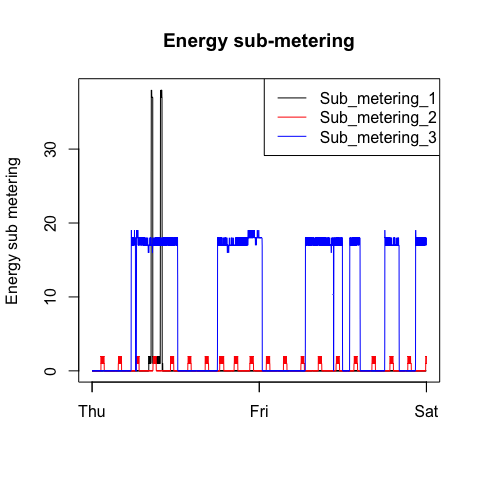 Energy sub-metering
Sub_metering_1
Sub_metering_2
Sub_metering_3
Energy sub metering
30
20
10
0
Thu Fri Sat